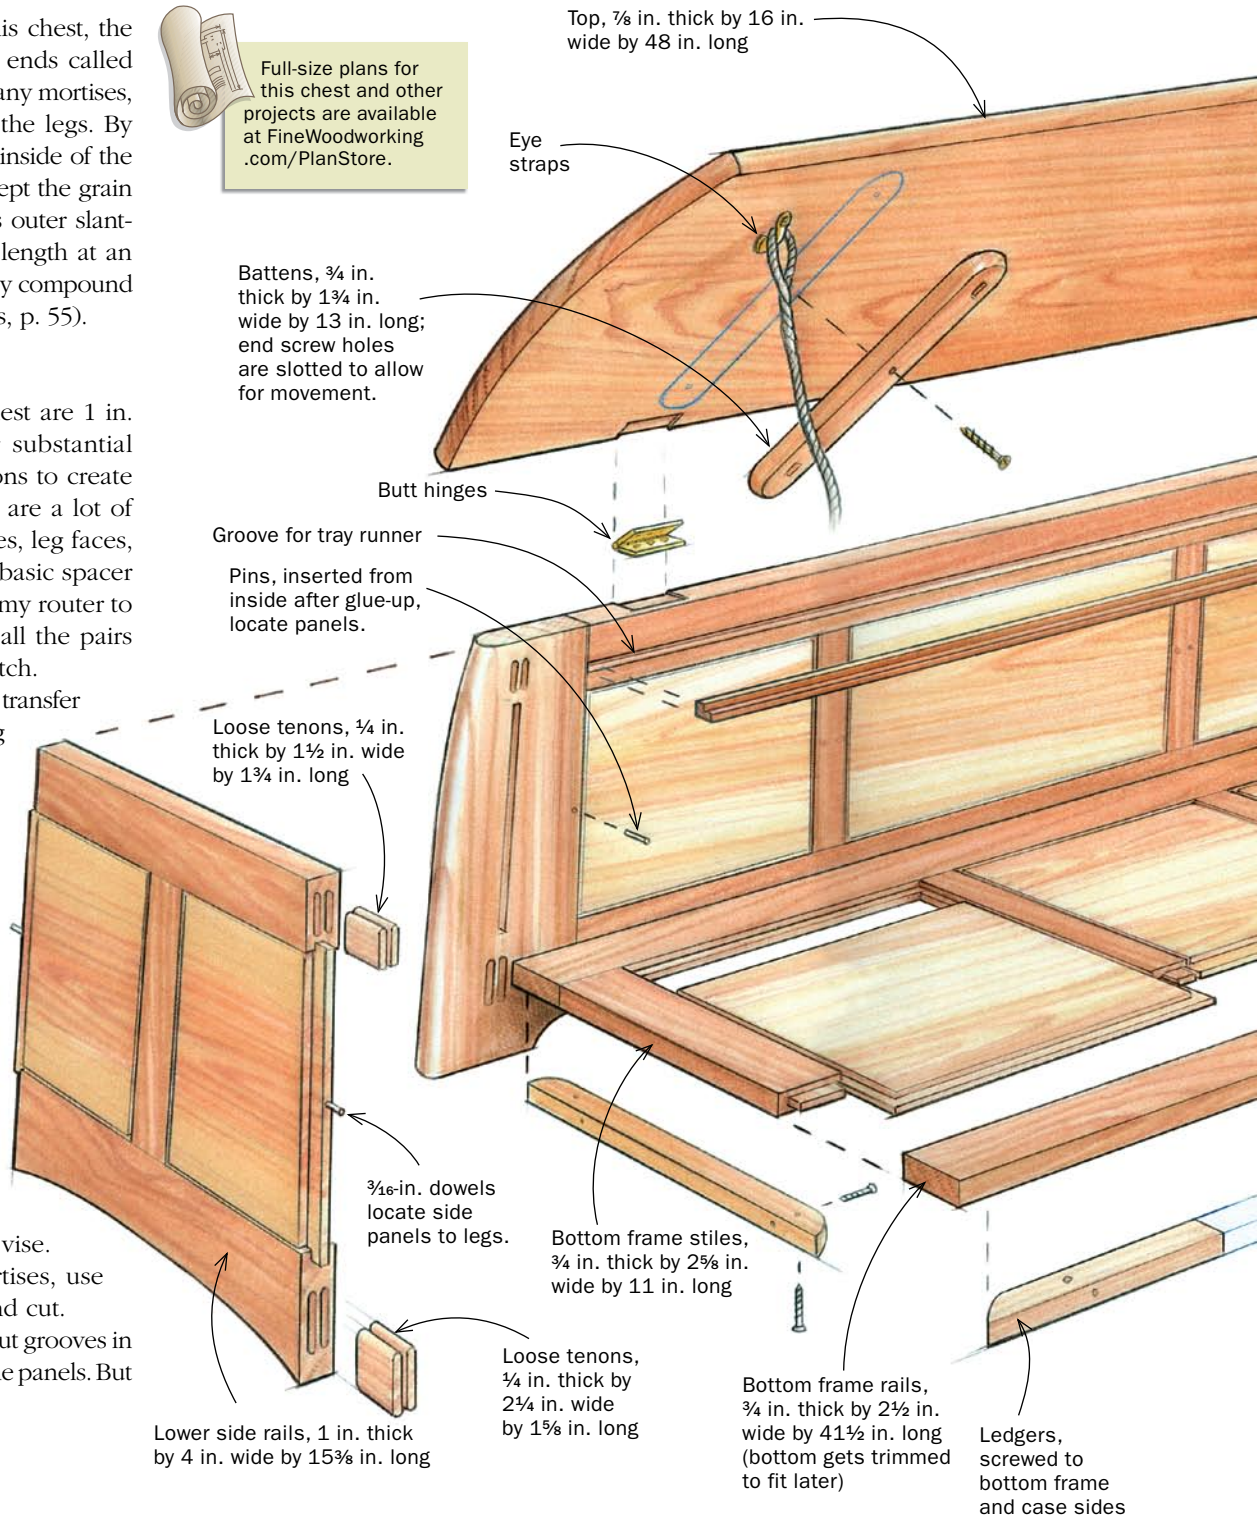 is chest, the
ends called
any mortises,
the legs. By
inside of the
ept the grain
s outer slant-
length at an
y compound
s, p. 55).
est are 1 in.
substantial
ons to create
are a lot of
es, leg faces,
basic spacer
my router to
all the pairs
tch.
transfer
g
vise.
rtises, use
nd cut.
ut grooves in
e panels. But
Full-size plans for
this chest and other
projects are available
at FineWoodworking
.com/PlanStore.
Top, ⅞ in. thick by 16 in.
wide by 48 in. long
Eye
straps
Battens, ¾ in.
thick by 1¾ in.
wide by 13 in. long;
end screw holes
are slotted to allow
for movement.
Butt hinges
Groove for tray runner
Pins, inserted from
inside after glue-up,
locate panels.
Loose tenons, ¼ in.
thick by 1½ in. wide
by 1¾ in. long
³⁄₁₆-in. dowels
locate side
panels to legs.
Bottom frame stiles,
¾ in. thick by 2⅝ in.
wide by 11 in. long
Loose tenons,
¼ in. thick by
2¼ in. wide
by 1⅝ in. long
Lower side rails, 1 in. thick
by 4 in. wide by 15⅜ in. long
Bottom frame rails,
¾ in. thick by 2½ in.
wide by 41½ in. long
(bottom gets trimmed
to fit later)
Ledgers,
screwed to
bottom frame
and case sides